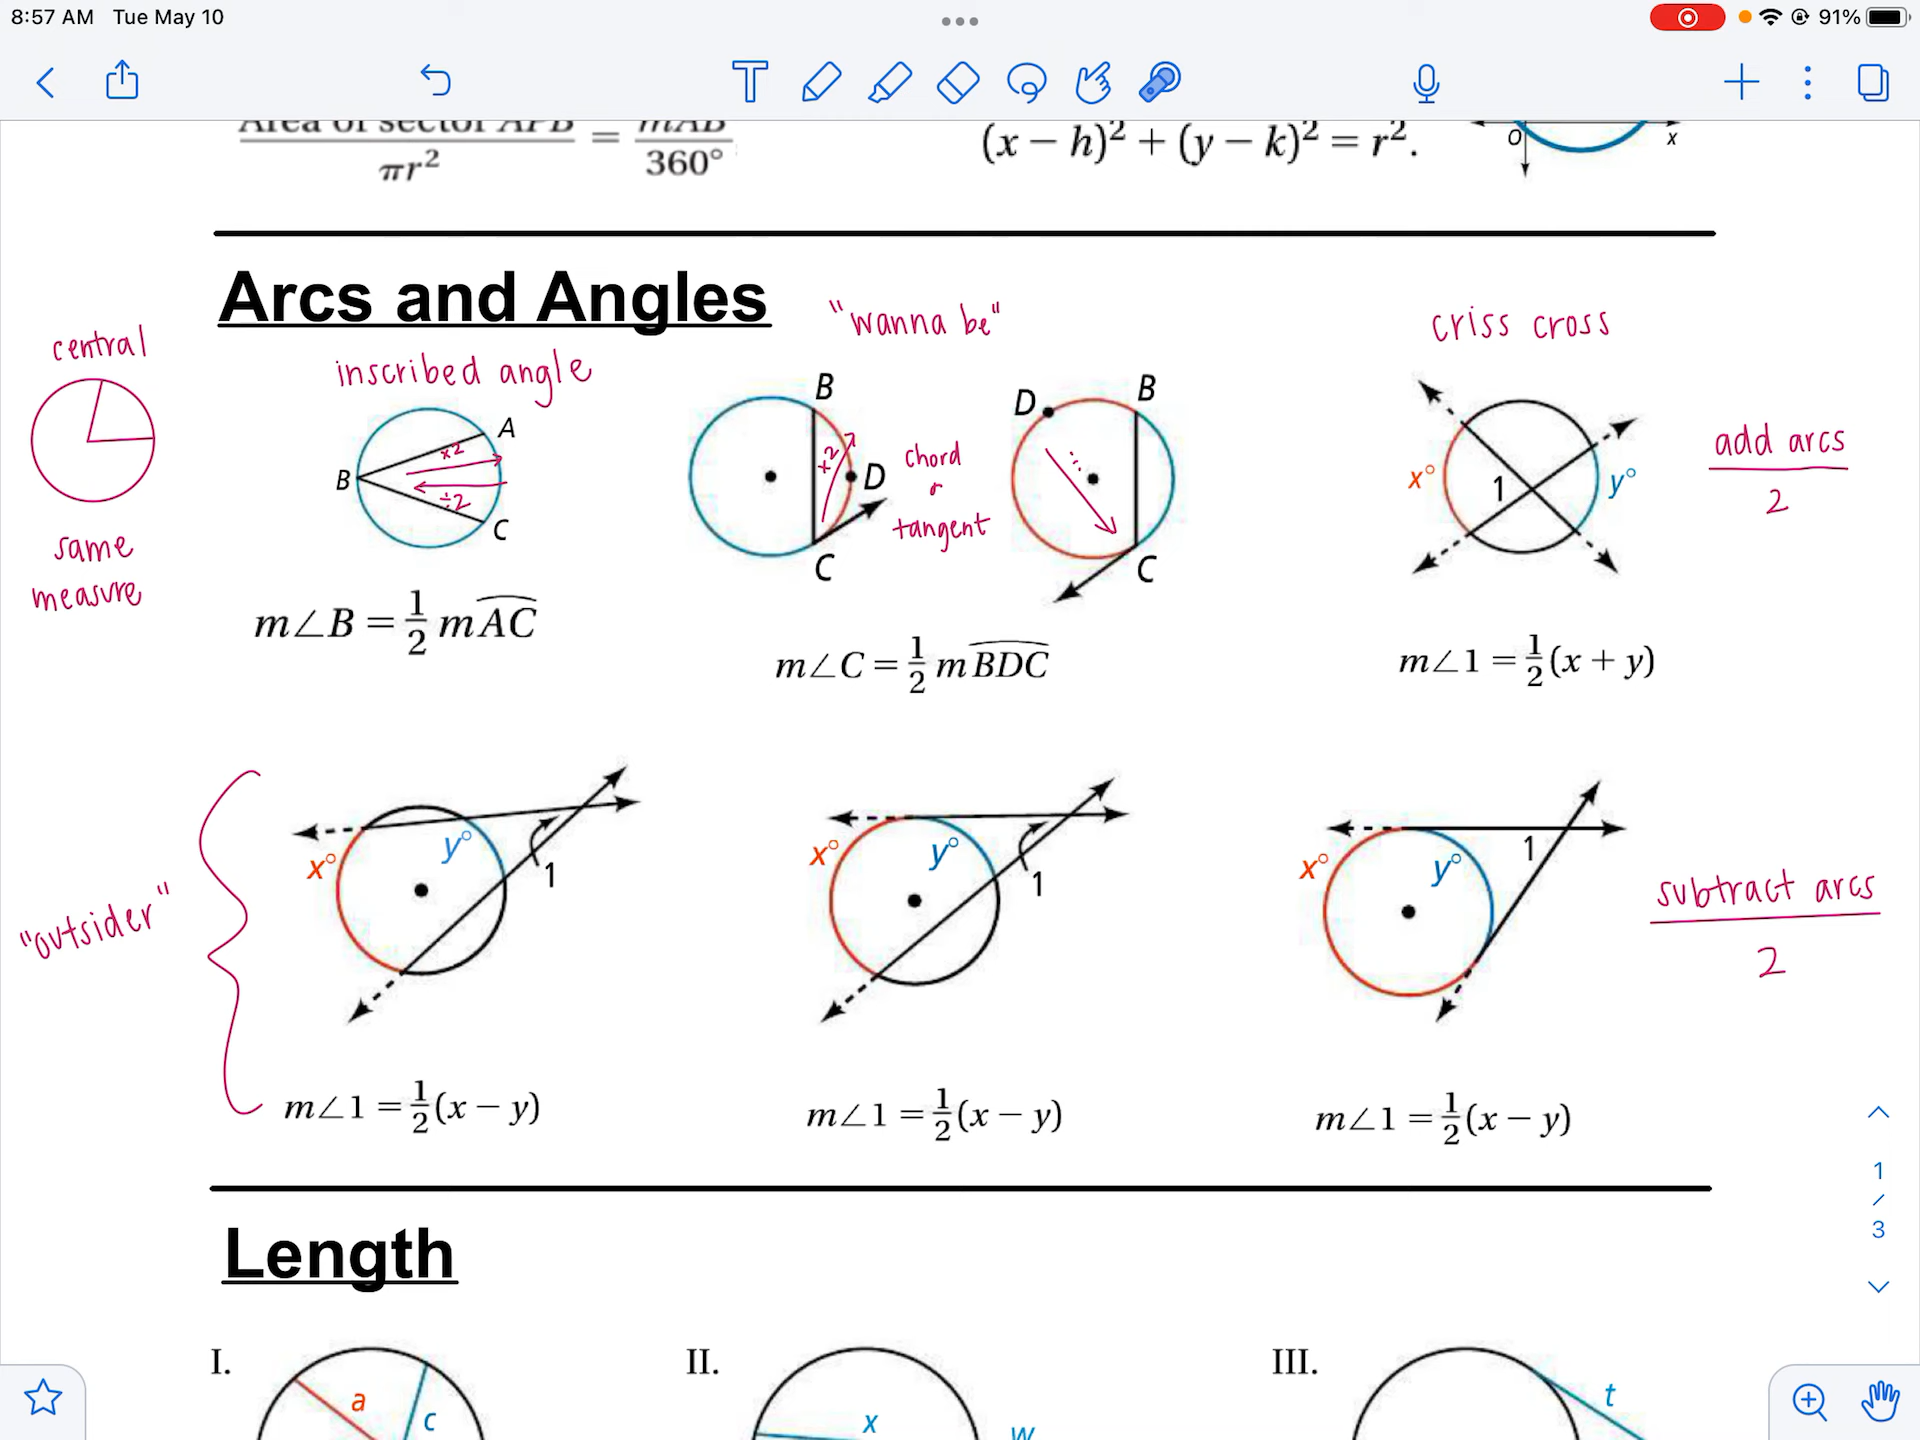 8:57 AM Tue May 10
91%
Area of sector APB / πr² = mAB / 360°
(x − h)² + (y − k)² = r².
O
x
Arcs and Angles
central
same
measure
inscribed angle
A
B
C
×2
÷2
m∠B = 1/2 mAC
"wanna be"
B
D
C
×2
chord
tangent
D
B
C
m∠C = 1/2 mBDC
criss cross
x°
1
y°
add arcs
2
m∠1 = 1/2(x + y)
"outsider"
x°
y°
1
m∠1 = 1/2(x − y)
x°
y°
1
m∠1 = 1/2(x − y)
x°
y°
1
m∠1 = 1/2(x − y)
subtract arcs
2
1
/
3
Length
I.
a
c
II.
x
w
III.
t